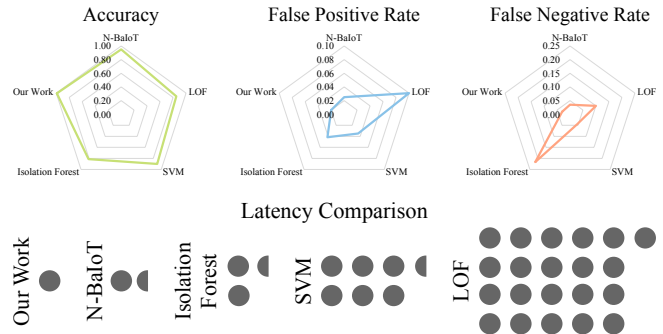 Accuracy
N-BaIoT
1.00
0.80
0.60
0.40
0.20
0.00
LOF
SVM
Isolation Forest
Our Work
False Positive Rate
N-BaIoT
0.10
0.08
0.06
0.04
0.02
0.00
LOF
SVM
Isolation Forest
Our Work
False Negative Rate
N-BaIoT
0.25
0.20
0.15
0.10
0.05
0.00
LOF
SVM
Isolation Forest
Our Work
Latency Comparison
Our Work
N-BaIoT
Isolation
Forest
SVM
LOF